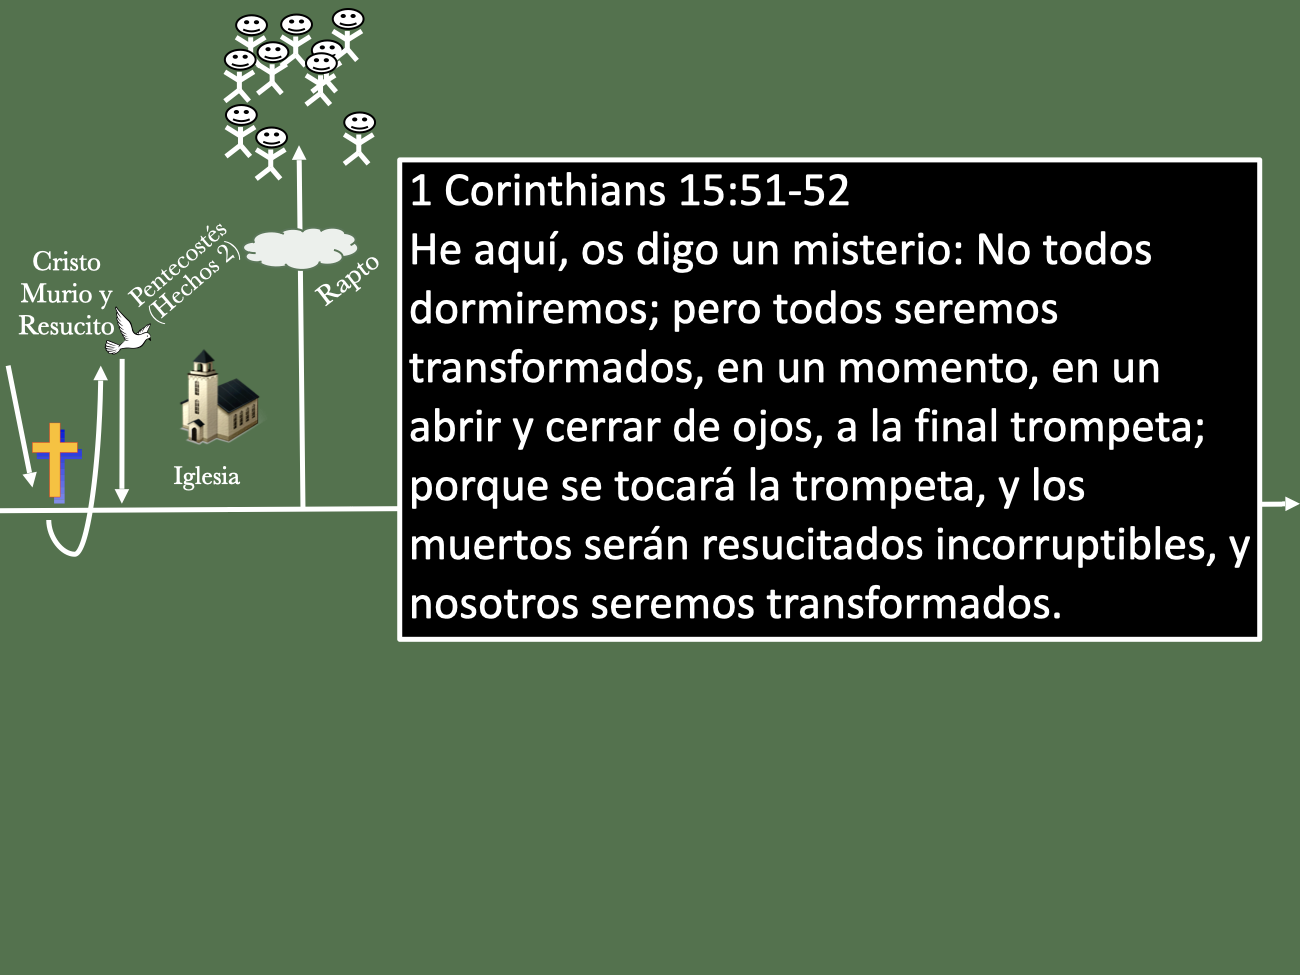 Cristo
Murio y
Resucito
Pentecostés
(Hechos 2)
Iglesia
Rapto
1 Corinthians 15:51-52
He aquí, os digo un misterio: No todos
dormiremos; pero todos seremos
transformados, en un momento, en un
abrir y cerrar de ojos, a la final trompeta;
porque se tocará la trompeta, y los
muertos serán resucitados incorruptibles, y
nosotros seremos transformados.